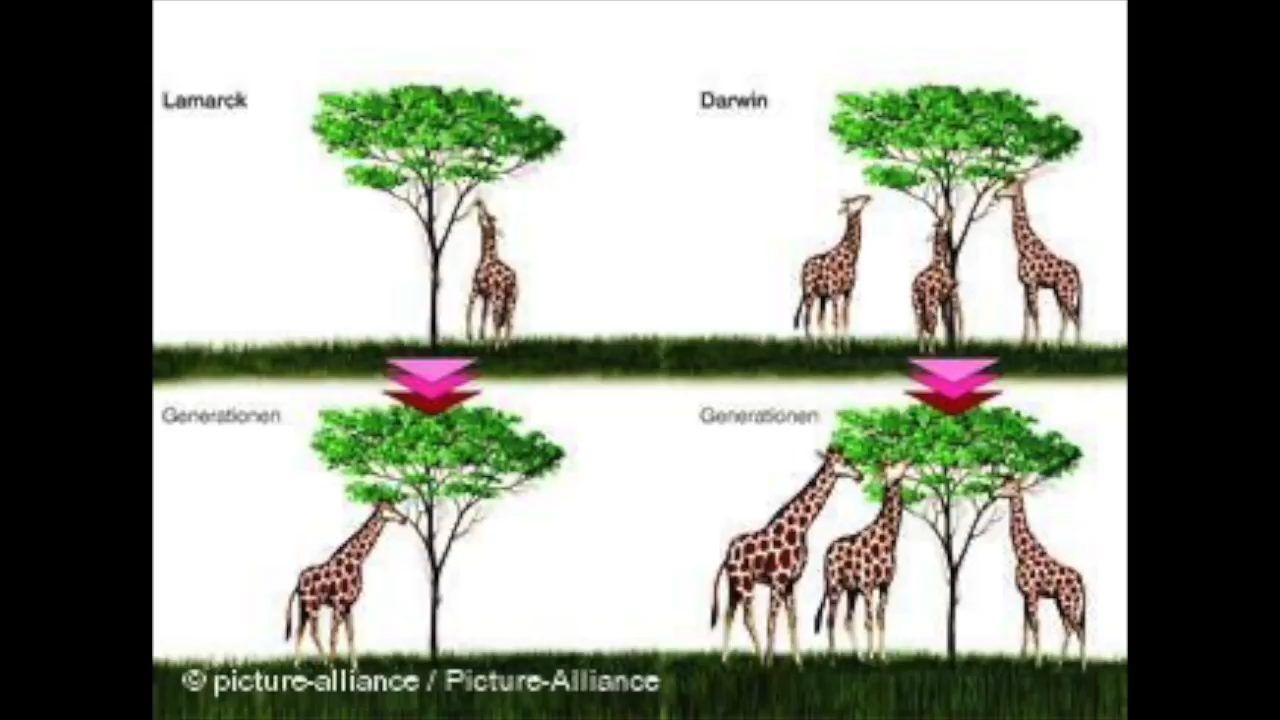 Lamarck
Darwin
Generationen
Generationen
© picture-alliance / Picture-Alliance